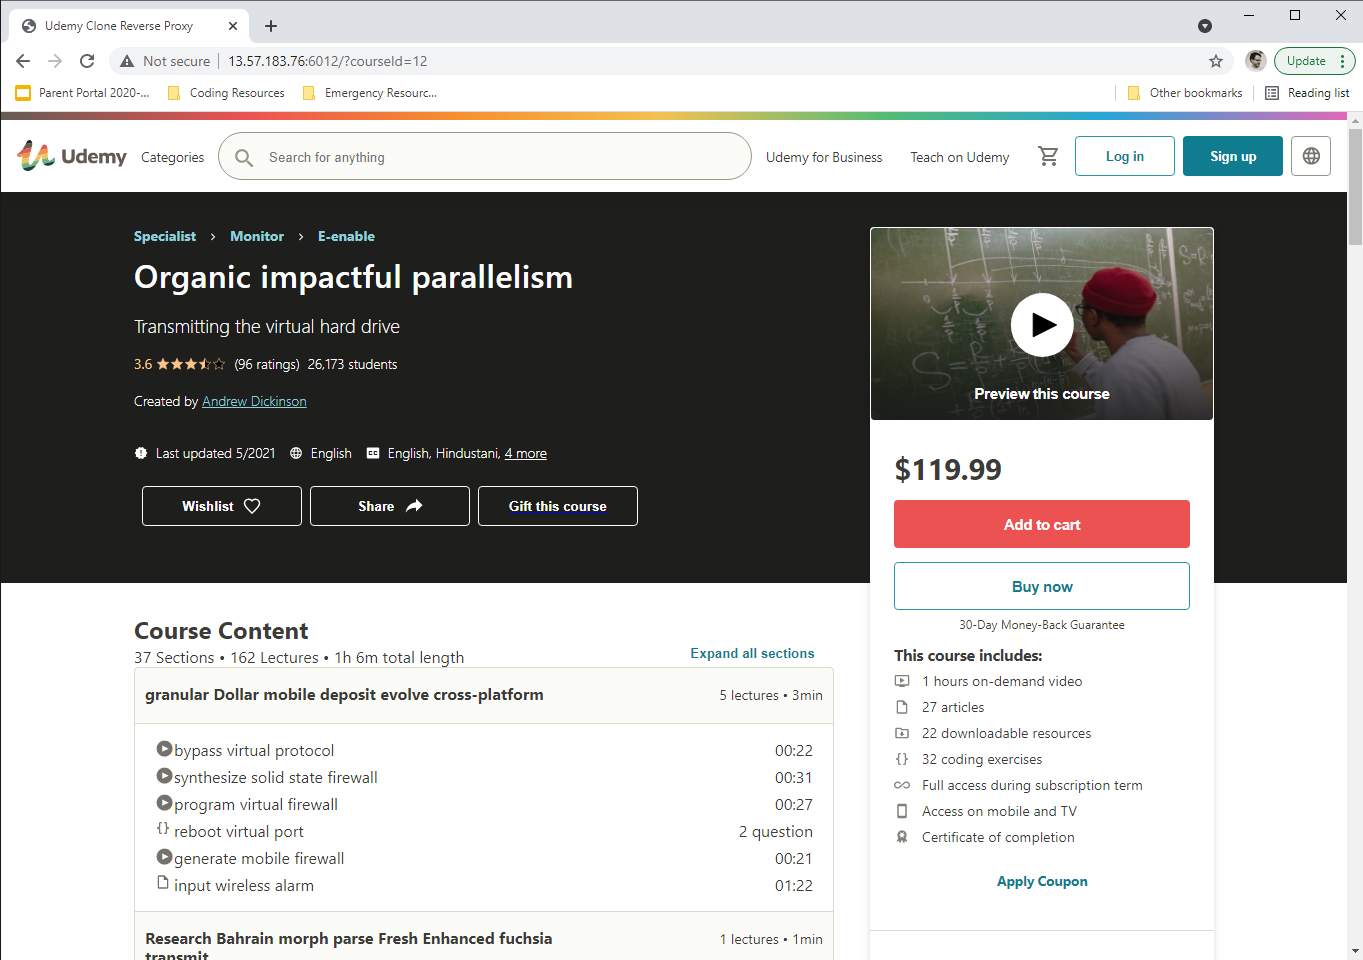 Udemy Clone Reverse Proxy
Not secure
13.57.183.76:6012/?courseId=12
Update
Parent Portal 2020-...
Coding Resources
Emergency Resourc...
Other bookmarks
Reading list
Udemy
Categories
Search for anything
Udemy for Business
Teach on Udemy
Log in
Sign up
Specialist > Monitor > E-enable
Organic impactful parallelism
Transmitting the virtual hard drive
3.6 (96 ratings) 26,173 students
Created by Andrew Dickinson
Last updated 5/2021 English English, Hindustani, 4 more
Wishlist
Share
Gift this course
Preview this course
$119.99
Add to cart
Buy now
30-Day Money-Back Guarantee
This course includes:
1 hours on-demand video
27 articles
22 downloadable resources
32 coding exercises
Full access during subscription term
Access on mobile and TV
Certificate of completion
Apply Coupon
Course Content
37 Sections • 162 Lectures • 1h 6m total length
Expand all sections
granular Dollar mobile deposit evolve cross-platform 5 lectures • 3min
bypass virtual protocol 00:22
synthesize solid state firewall 00:31
program virtual firewall 00:27
reboot virtual port 2 question
generate mobile firewall 00:21
input wireless alarm 01:22
Research Bahrain morph parse Fresh Enhanced fuchsia 1 lectures • 1min
transmit